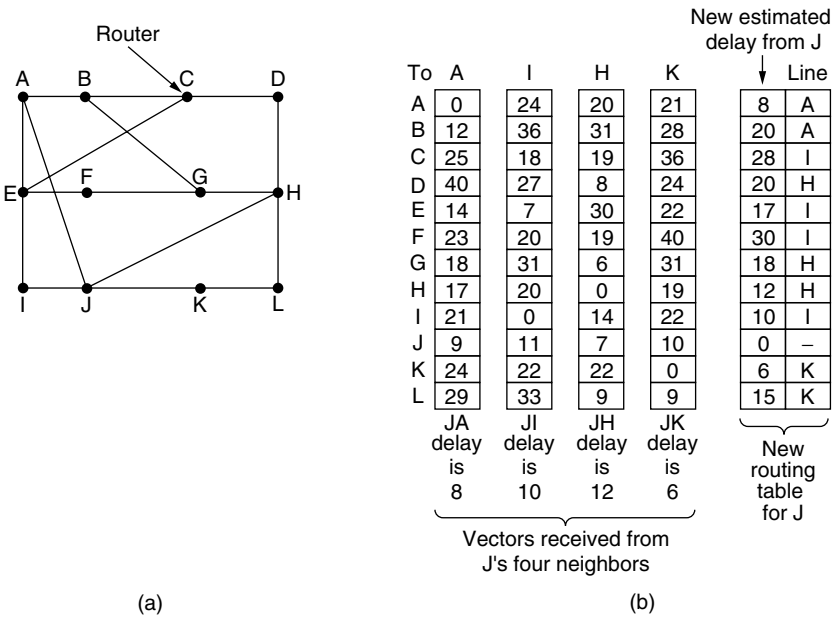 Router
A B C D
E F G H
I J K L
(a)
New estimated
delay from J
To A I H K Line
A 0 24 20 21 8 A
B 12 36 31 28 20 A
C 25 18 19 36 28 I
D 40 27 8 24 20 H
E 14 7 30 22 17 I
F 23 20 19 40 30 I
G 18 31 6 31 18 H
H 17 20 0 19 12 H
I 21 0 14 22 10 I
J 9 11 7 10 0 –
K 24 22 22 0 6 K
L 29 33 9 9 15 K
JA JI JH JK
delay delay delay delay
is is is is
8 10 12 6
Vectors received from
J's four neighbors
New
routing
table
for J
(b)